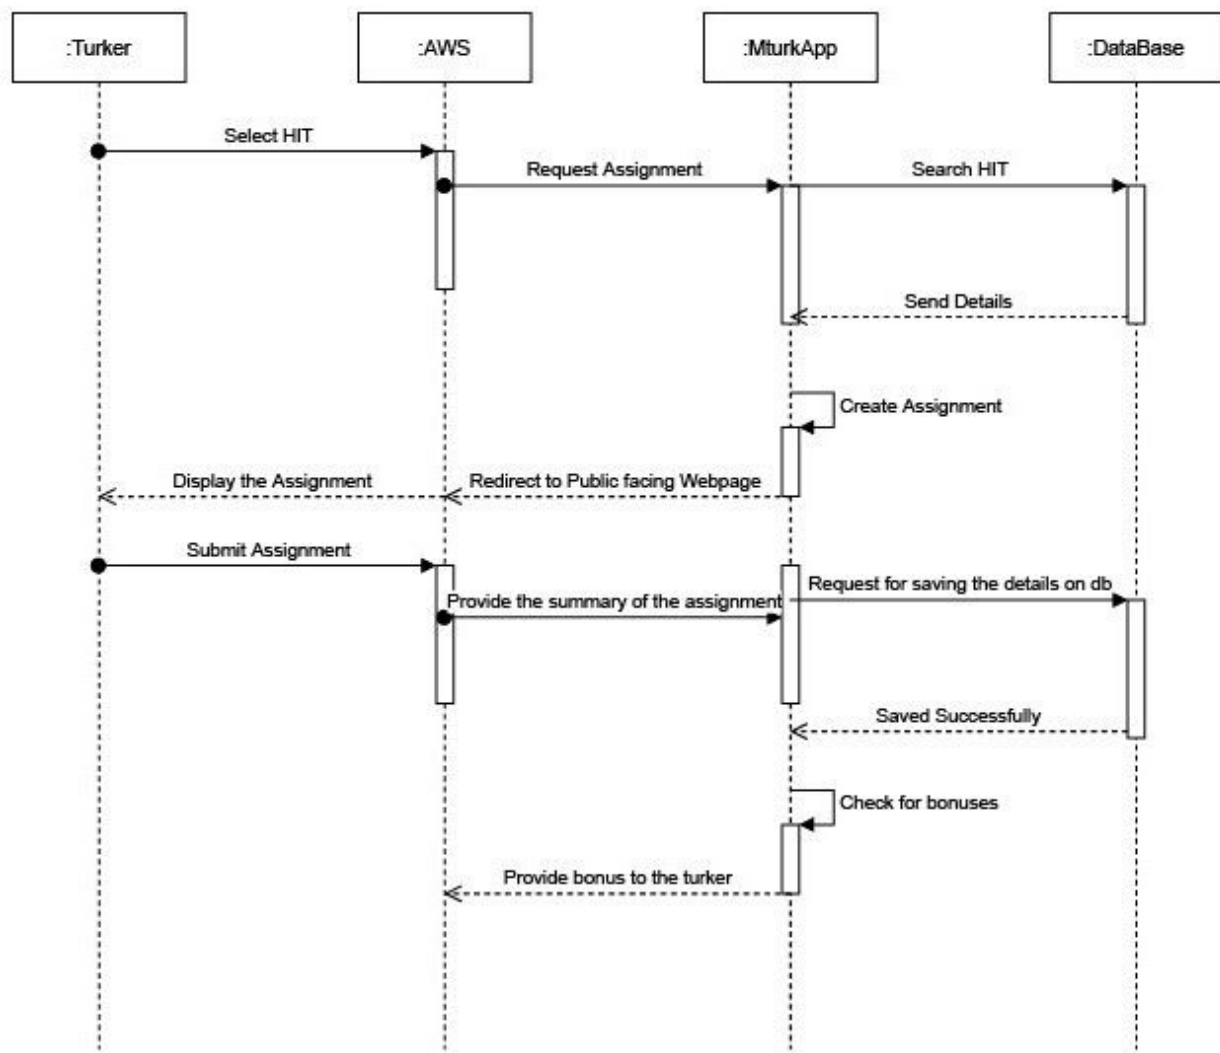 :Turker
:AWS
:MturkApp
:DataBase
Select HIT
Request Assignment
Search HIT
Send Details
Create Assignment
Display the Assignment
Redirect to Public facing Webpage
Submit Assignment
Request for saving the details on db
Provide the summary of the assignment
Saved Successfully
Check for bonuses
Provide bonus to the turker